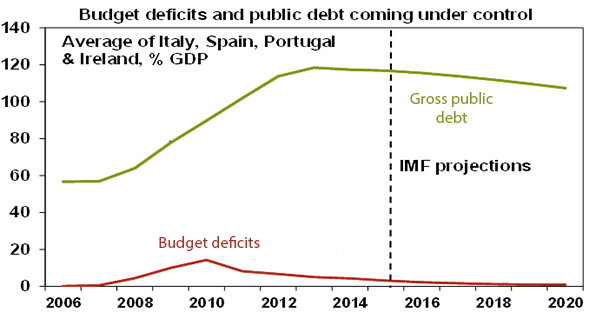 Budget deficits and public debt coming under control
140
120
100
80
60
40
20
0
Average of Italy, Spain, Portugal
& Ireland, % GDP
Gross public
debt
IMF projections
Budget deficits
2006 2008 2010 2012 2014 2016 2018 2020